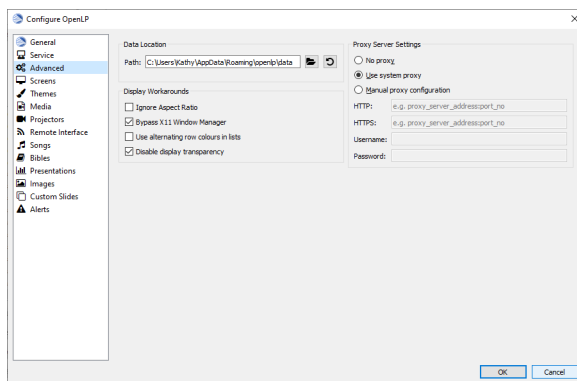 Configure OpenLP
General
Service
Advanced
Screens
Themes
Media
Projectors
Remote Interface
Songs
Bibles
Presentations
Images
Custom Slides
Alerts
Data Location
Path: C:\Users\Kathy\AppData\Roaming\openlp\data
Display Workarounds
Ignore Aspect Ratio
Bypass X11 Window Manager
Use alternating row colours in lists
Disable display transparency
Proxy Server Settings
No proxy
Use system proxy
Manual proxy configuration
HTTP: e.g. proxy_server_address:port_no
HTTPS: e.g. proxy_server_address:port_no
Username:
Password:
OK Cancel